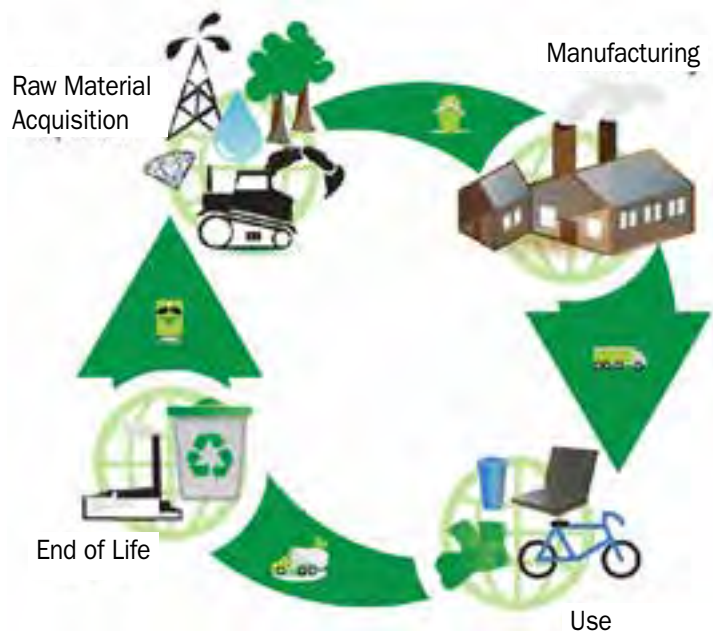 Raw Material
Acquisition
Manufacturing
End of Life
Use